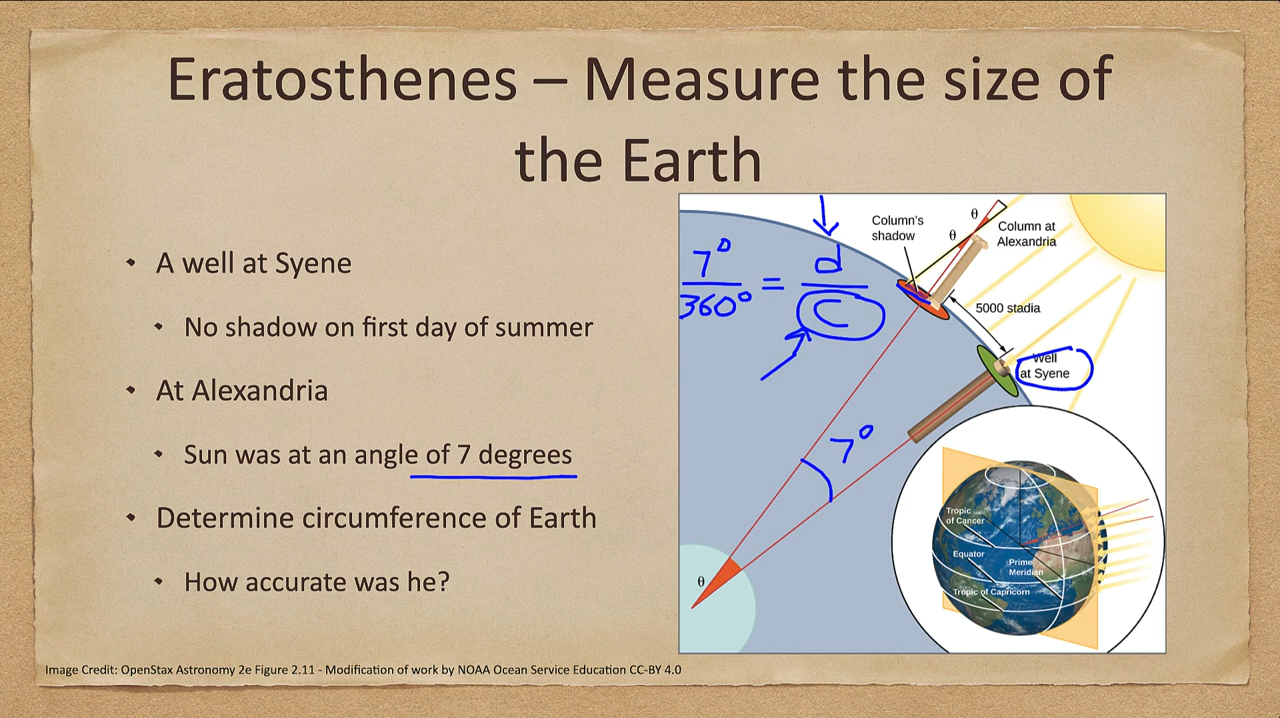 Eratosthenes – Measure the size of
the Earth
• A well at Syene
• No shadow on first day of summer
• At Alexandria
• Sun was at an angle of 7 degrees
• Determine circumference of Earth
• How accurate was he?
7°
360°
=
d
C
Column's
shadow
θ
θ
Column at
Alexandria
5000 stadia
Well
at Syene
7°
θ
Tropic
of Cancer
Equator
Prime
Meridian
Tropic of Capricorn
Image Credit: OpenStax Astronomy 2e Figure 2.11 - Modification of work by NOAA Ocean Service Education CC-BY 4.0